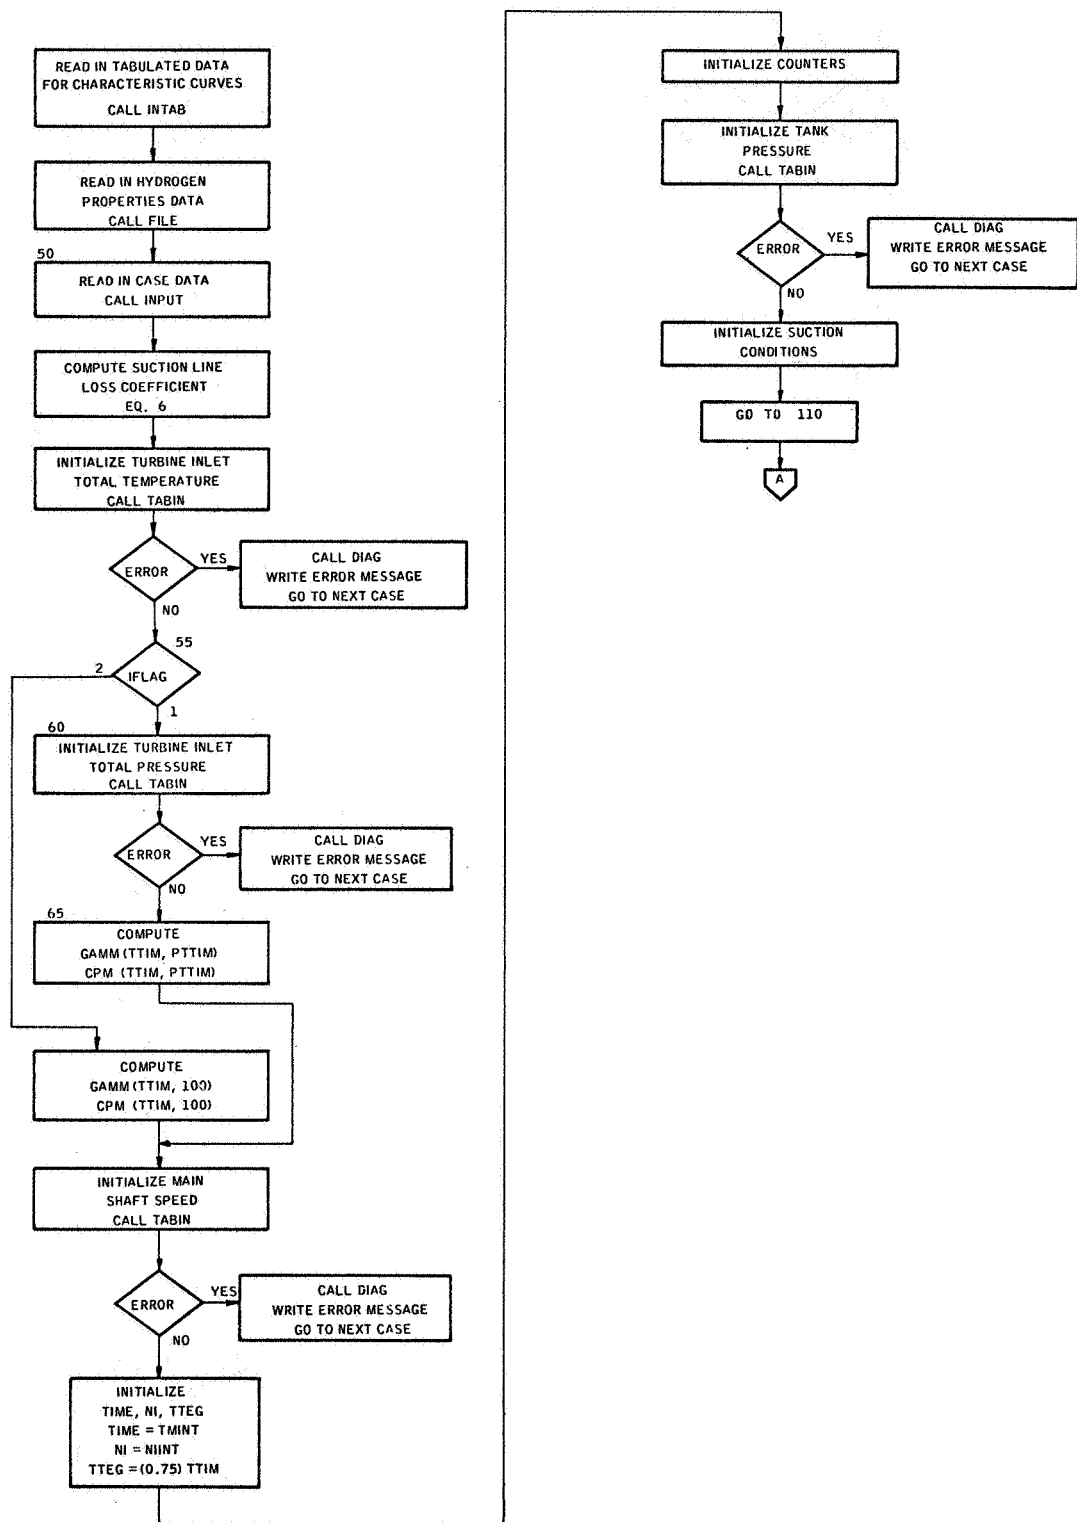 READ IN TABULATED DATA
FOR CHARACTERISTIC CURVES
CALL INTAB
READ IN HYDROGEN
PROPERTIES DATA
CALL FILE
50
READ IN CASE DATA
CALL INPUT
COMPUTE SUCTION LINE
LOSS COEFFICIENT
EQ. 6
INITIALIZE TURBINE INLET
TOTAL TEMPERATURE
CALL TABIN
ERROR
YES
CALL DIAG
WRITE ERROR MESSAGE
GO TO NEXT CASE
NO
55
2
IFLAG
1
60
INITIALIZE TURBINE INLET
TOTAL PRESSURE
CALL TABIN
ERROR
YES
CALL DIAG
WRITE ERROR MESSAGE
GO TO NEXT CASE
NO
65
COMPUTE
GAMM (TTIM, PTTIM)
CPM (TTIM, PTTIM)
COMPUTE
GAMM (TTIM, 100)
CPM (TTIM, 100)
INITIALIZE MAIN
SHAFT SPEED
CALL TABIN
ERROR
YES
CALL DIAG
WRITE ERROR MESSAGE
GO TO NEXT CASE
NO
INITIALIZE
TIME, NI, TTEG
TIME = TMINT
NI = NIINT
TTEG = (0.75) TTIM
INITIALIZE COUNTERS
INITIALIZE TANK
PRESSURE
CALL TABIN
ERROR
YES
CALL DIAG
WRITE ERROR MESSAGE
GO TO NEXT CASE
NO
INITIALIZE SUCTION
CONDITIONS
GO TO 110
A